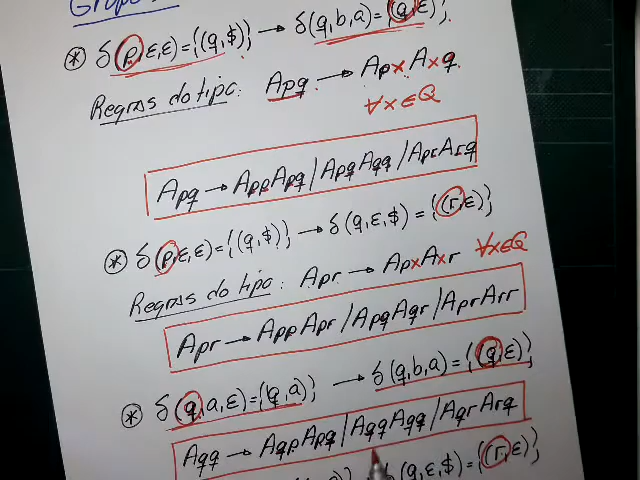 Grupo
* δ(p,ε,ε)={(q,$)} → δ(q,b,a)={(q,ε)};
Regras do tipo: Apq → ApxAxq
∀x∈Q
Apq → AppApq / ApqAqq / AprArq
* δ(p,ε,ε)={(q,$)} → δ(q,ε,$)={(r,ε)}
Regras do tipo: Apr → ApxAxr ∀x∈Q
Apr → AppApr / ApqAqr / AprArr
* δ(q,a,ε)={q,a)} → δ(q,b,a)={(q,ε)};
Aqq → AqpApq / AqqAqq / AqrArq
(q,ε,$)={(r,ε)};